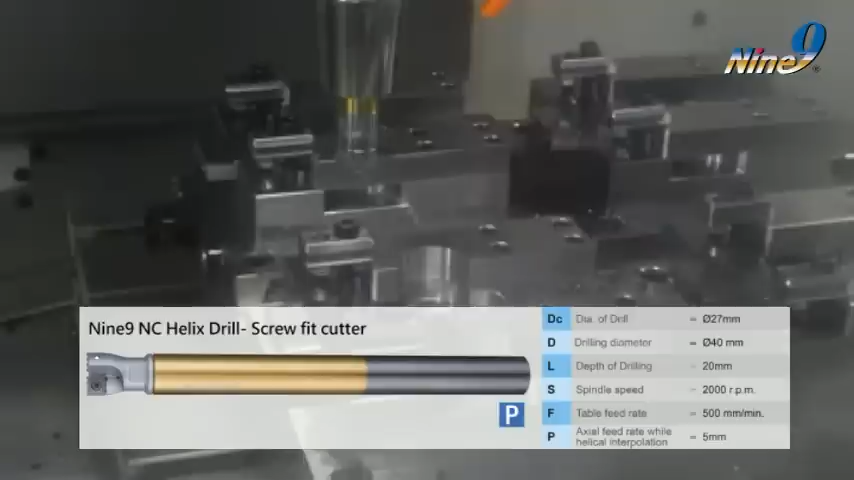 Nine9®
Nine9 NC Helix Drill- Screw fit cutter
P
Dc Dia. of Drill = Ø27mm
D Drilling diameter = Ø40 mm
L Depth of Drilling = 20mm
S Spindle speed = 2000 r.p.m.
F Table feed rate = 500 mm/min.
P Axial feed rate while
helical interpolation = 5mm